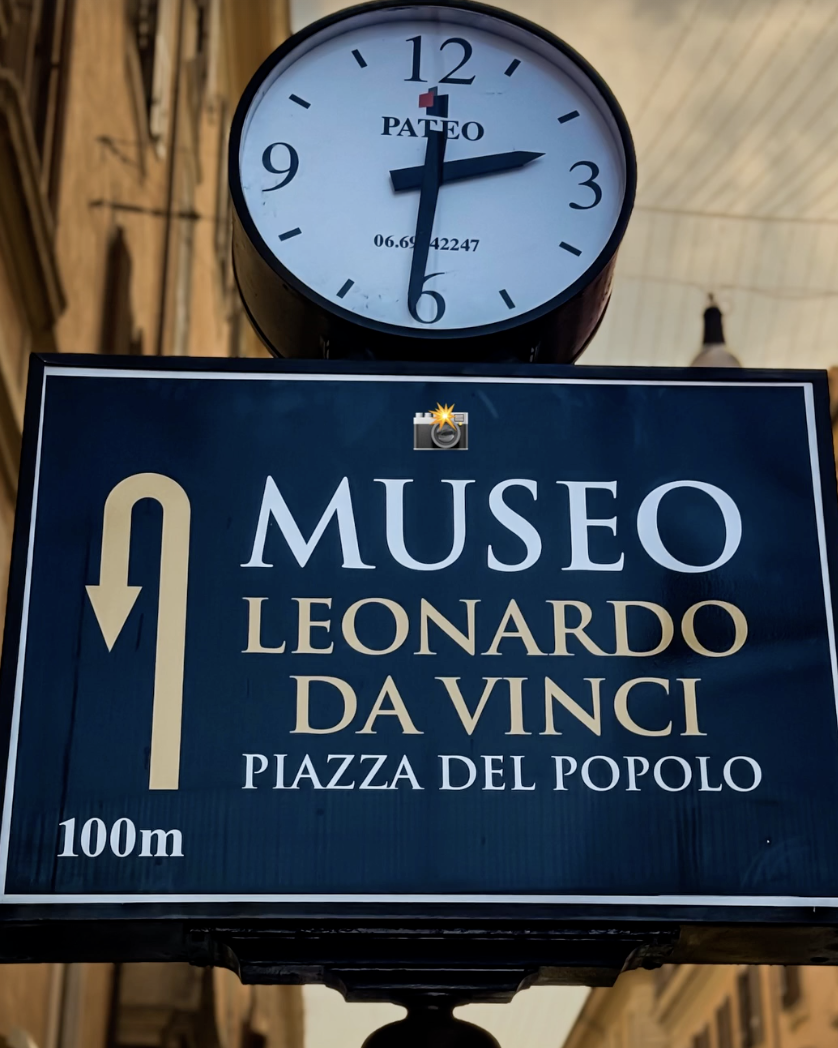 12
PATEO
9
3
6
MUSEO
LEONARDO
DA VINCI
PIAZZA DEL POPOLO
100m